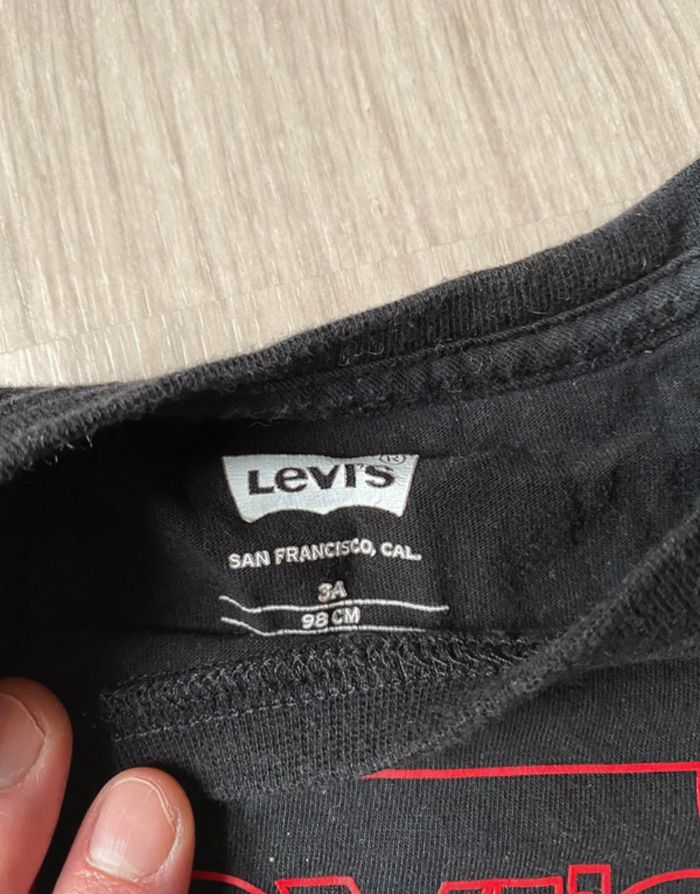 Levi's ®
SAN FRANCISCO, CAL.
3A
98 CM